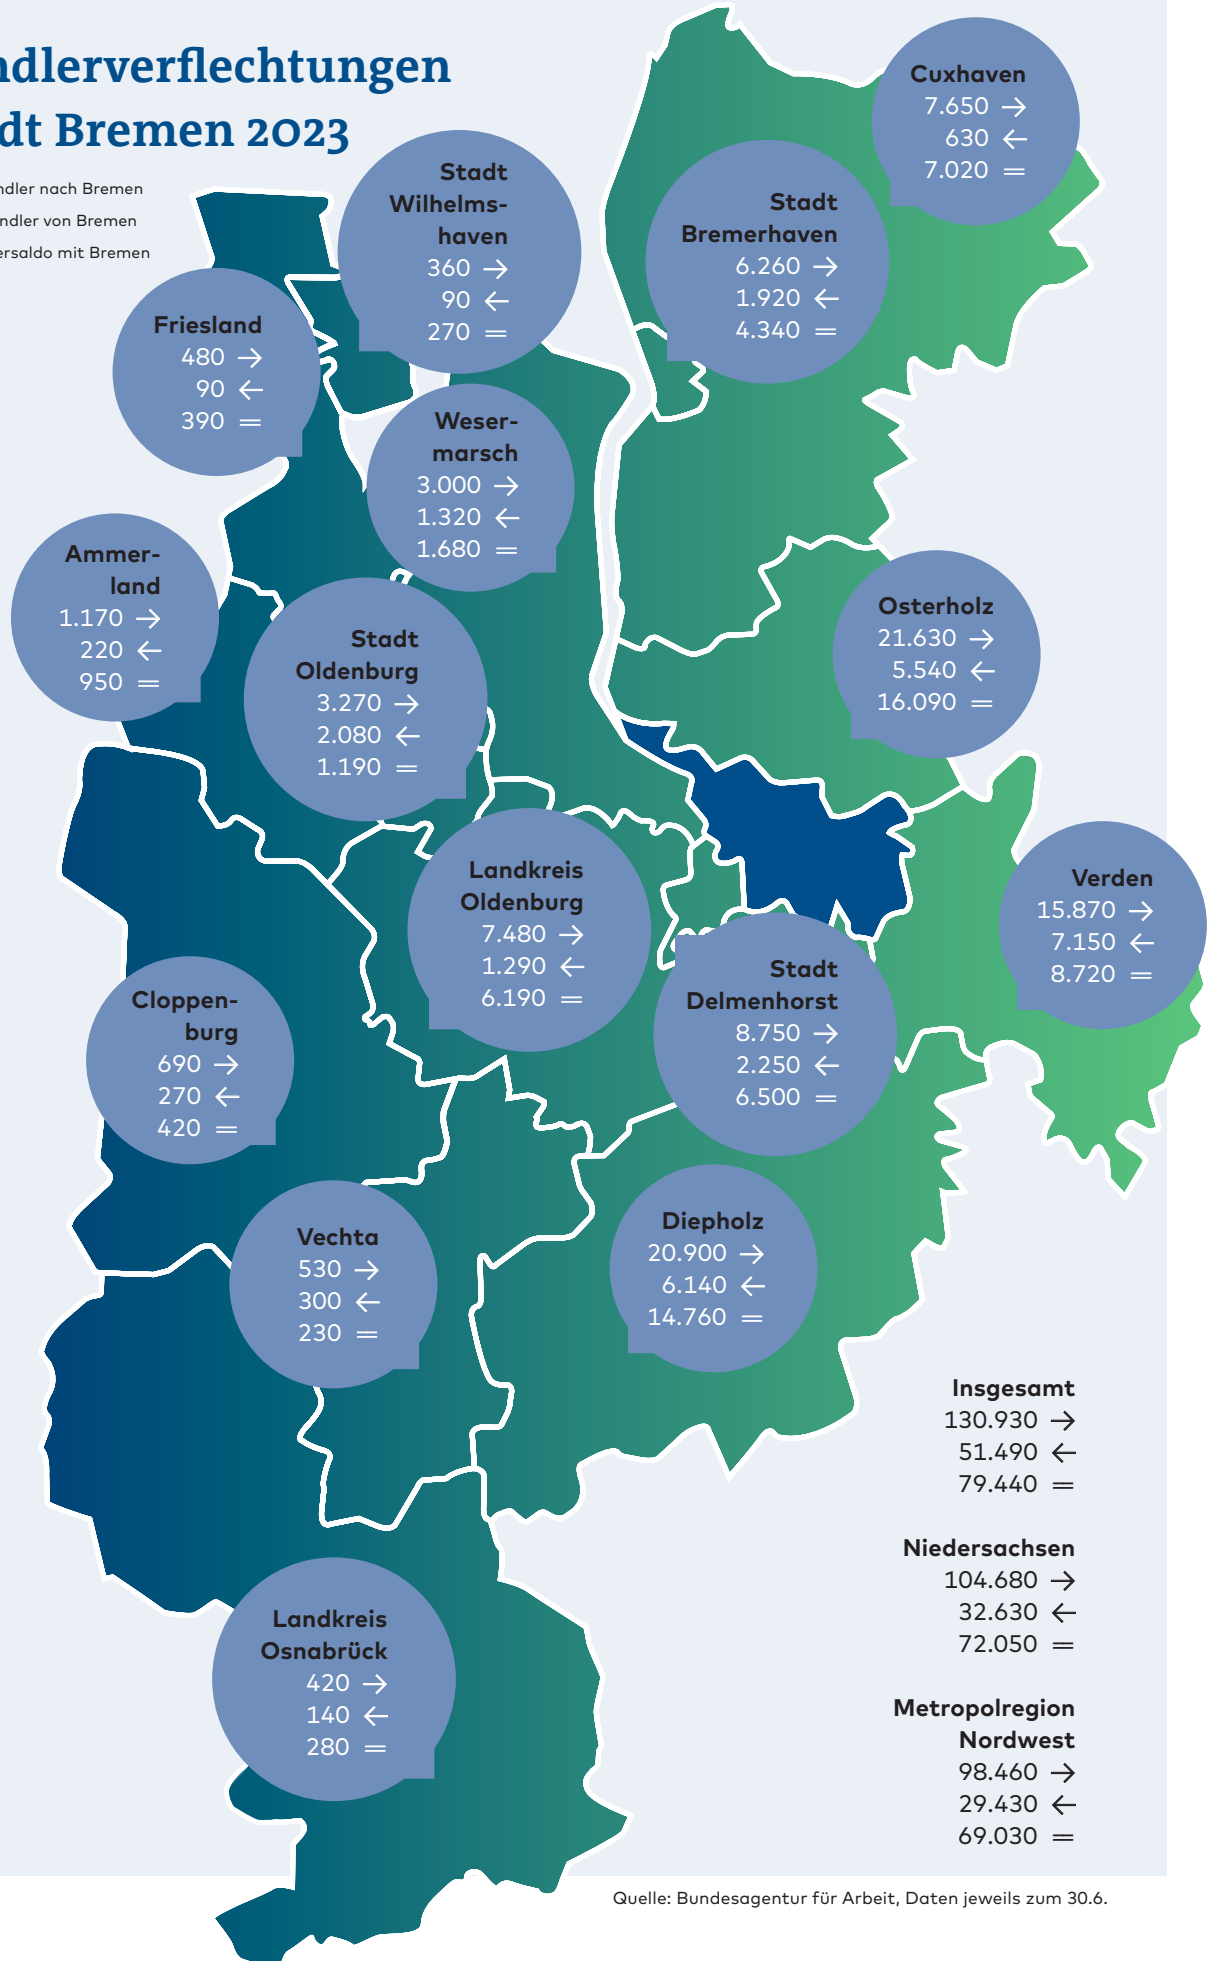 ndlerverflechtungen
dt Bremen 2023
ndler nach Bremen
ndler von Bremen
ersaldo mit Bremen
Cuxhaven
7.650 →
630 ←
7.020 =
Stadt
Wilhelms-
haven
360 →
90 ←
270 =
Stadt
Bremerhaven
6.260 →
1.920 ←
4.340 =
Friesland
480 →
90 ←
390 =
Weser-
marsch
3.000 →
1.320 ←
1.680 =
Ammer-
land
1.170 →
220 ←
950 =
Stadt
Oldenburg
3.270 →
2.080 ←
1.190 =
Osterholz
21.630 →
5.540 ←
16.090 =
Landkreis
Oldenburg
7.480 →
1.290 ←
6.190 =
Verden
15.870 →
7.150 ←
8.720 =
Stadt
Delmenhorst
8.750 →
2.250 ←
6.500 =
Cloppen-
burg
690 →
270 ←
420 =
Vechta
530 →
300 ←
230 =
Diepholz
20.900 →
6.140 ←
14.760 =
Landkreis
Osnabrück
420 →
140 ←
280 =
Insgesamt
130.930 →
51.490 ←
79.440 =
Niedersachsen
104.680 →
32.630 ←
72.050 =
Metropolregion
Nordwest
98.460 →
29.430 ←
69.030 =
Quelle: Bundesagentur für Arbeit, Daten jeweils zum 30.6.